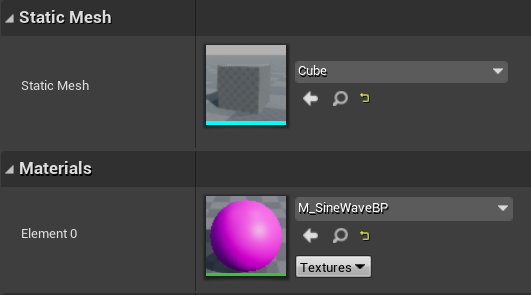 Static Mesh
Static Mesh
Cube
Materials
Element 0
M_SineWaveBP
Textures